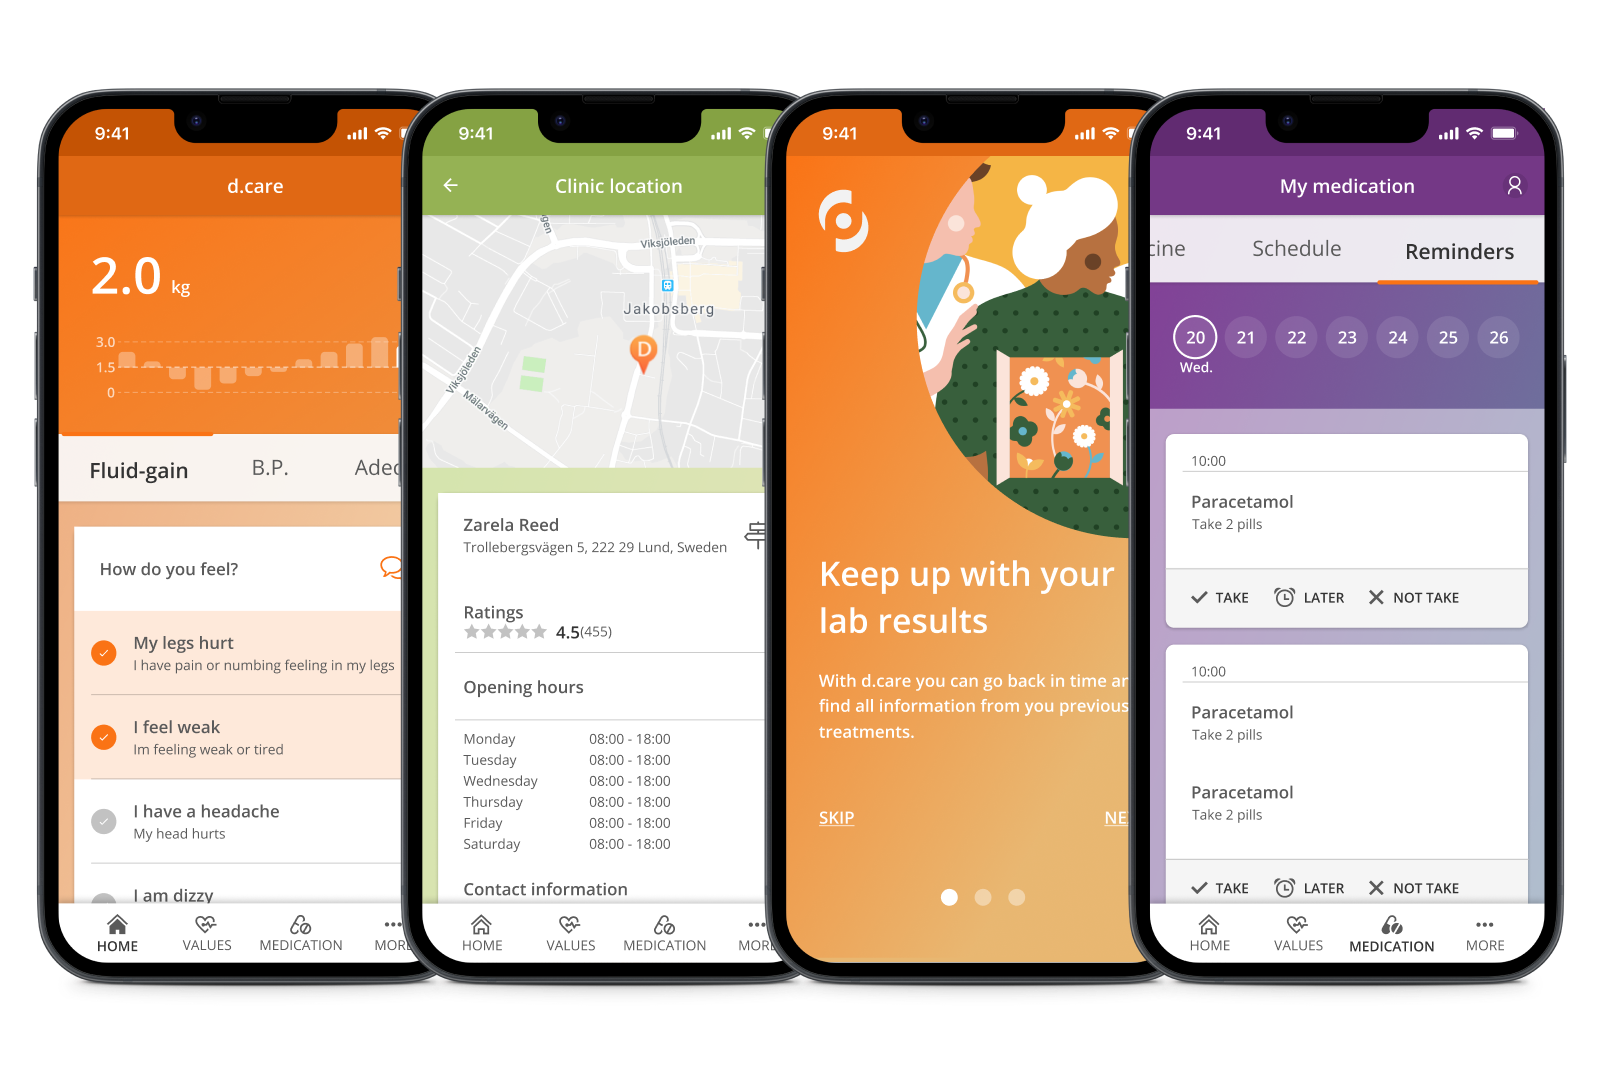 9:41
d.care
2.0 kg
3.0
1.5
0
Fluid-gain B.P.
How do you feel?
My legs hurt
I have pain or numbing feeling in my legs
I feel weak
Im feeling weak or tired
I have a headache
My head hurts
I am dizzy
HOME VALUES MEDICATION MORE
9:41
Clinic location
Viksjöleden
Jakobsberg
D
Viksjöleden
Mälarvägen
Zarela Reed
Trollebergsvägen 5, 222 29 Lund, Sweden
Ratings
4.5(455)
Opening hours
Monday 08:00 - 18:00
Tuesday 08:00 - 18:00
Wednesday 08:00 - 18:00
Thursday 08:00 - 18:00
Friday 08:00 - 18:00
Saturday 08:00 - 18:00
Contact information
HOME VALUES MEDICATION MORE
9:41
Keep up with your
lab results
With d.care you can go back in time
find all information from you previous
treatments.
SKIP
9:41
My medication
Schedule Reminders
20 21 22 23 24 25 26
Wed.
10:00
Paracetamol
Take 2 pills
TAKE LATER NOT TAKE
10:00
Paracetamol
Take 2 pills
Paracetamol
Take 2 pills
TAKE LATER NOT TAKE
HOME VALUES MEDICATION MORE